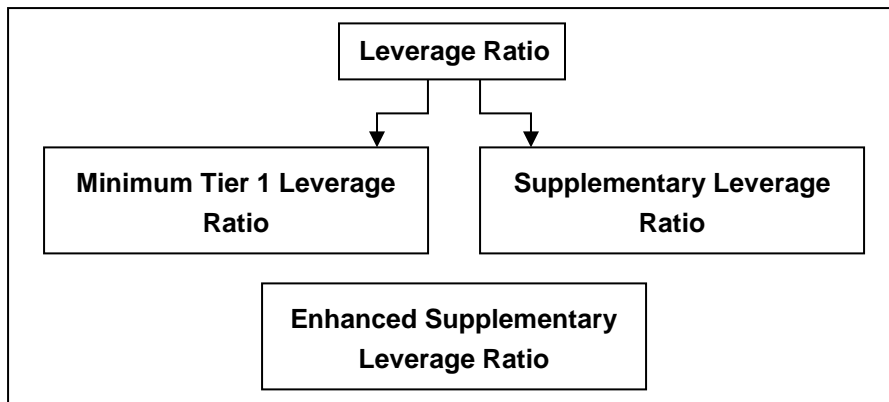 Leverage Ratio
Minimum Tier 1 Leverage
Ratio
Supplementary Leverage
Ratio
Enhanced Supplementary
Leverage Ratio